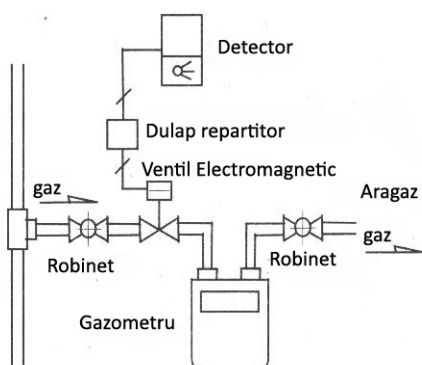 Detector
Dulap repartitor
Ventil Electromagnetic
gaz
Aragaz
gaz
Robinet
Robinet
Gazometru